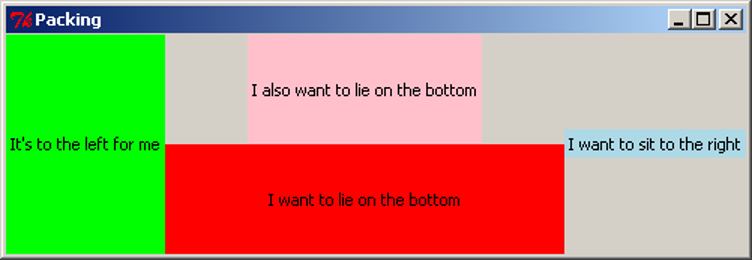 Packing
I also want to lie on the bottom
It's to the left for me
I want to sit to the right
I want to lie on the bottom